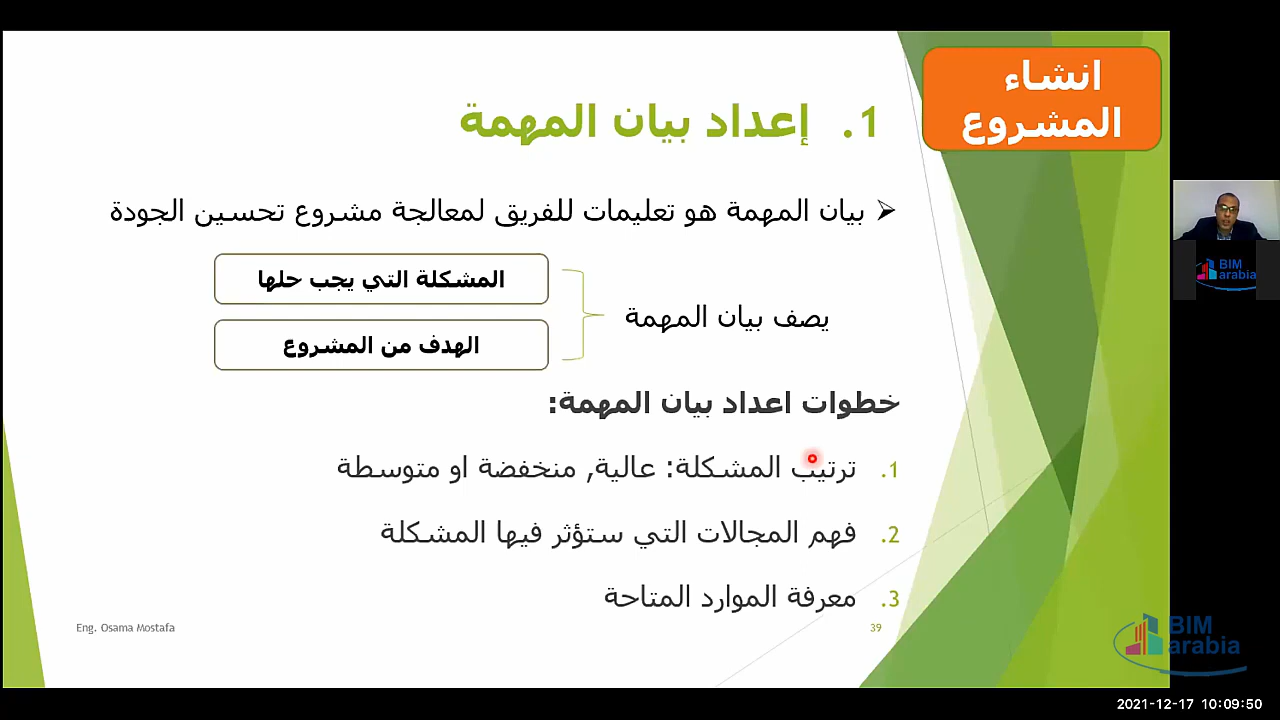 انشاء
المشروع
1. إعداد بيان المهمة
بيان المهمة هو تعليمات للفريق لمعالجة مشروع تحسين الجودة
يصف بيان المهمة
المشكلة التي يجب حلها
الهدف من المشروع
خطوات اعداد بيان المهمة:
1. ترتيب المشكلة: عالية, منخفضة او متوسطة
2. فهم المجالات التي ستؤثر فيها المشكلة
3. معرفة الموارد المتاحة
Eng. Osama Mostafa
39
BIM
arabia
BIM
arabia
2021-12-17 10:09:50